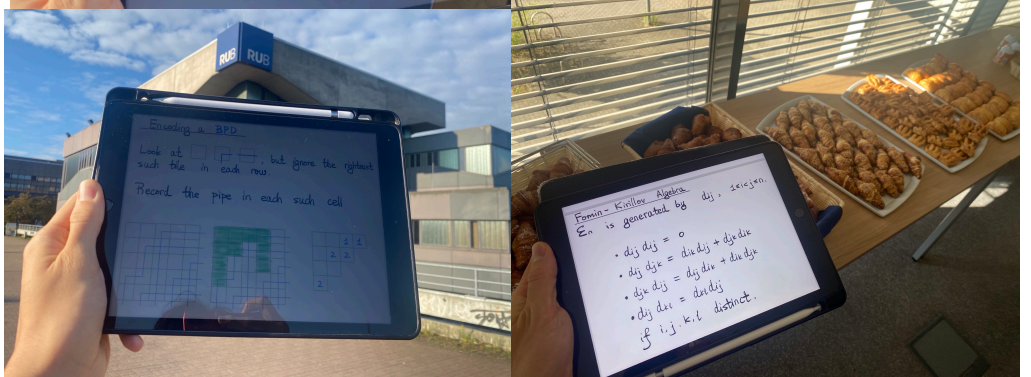 RUB RUB
Encoding a BPD
Look at , but ignore the rightmost
such tile in each row.
Record the pipe in each such cell
1 1
2 2
2
Fomin-Kirillov Algebra
Ɛn is generated by dij, 1≤i<j≤n.
• dij dij = 0
• dij djk = dik dij + djk dik
• djk dij = dij dik + dik djk
• dij dkl = dkl dij
if i,j,k,l distinct.